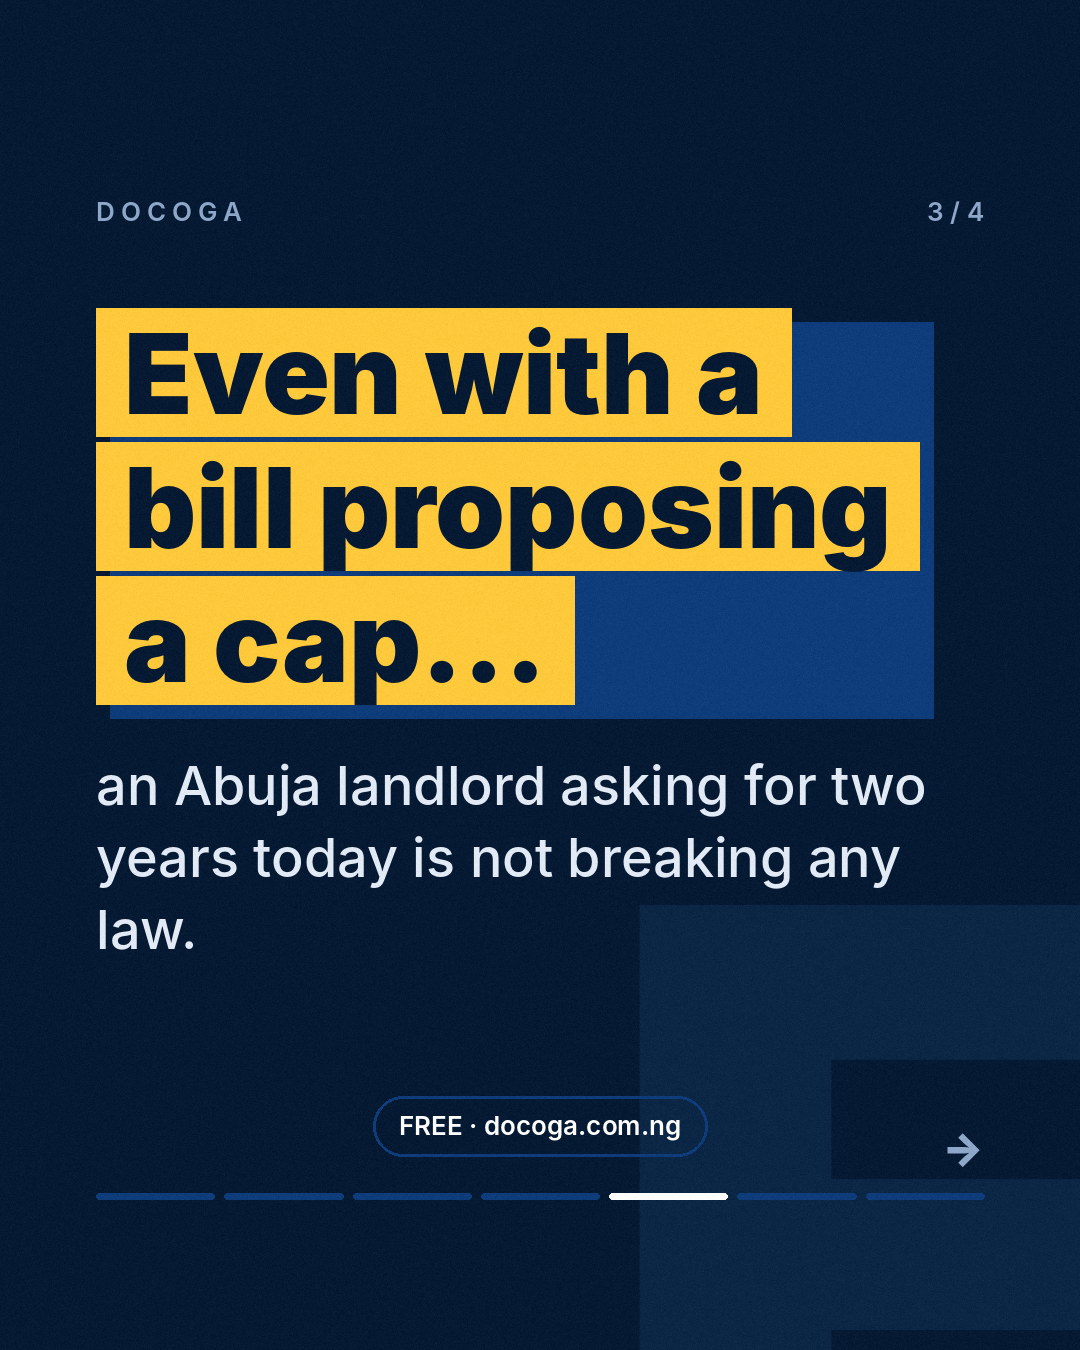 DOCOGA
3 / 4
Even with a
bill proposing
a cap...
an Abuja landlord asking for two
years today is not breaking any
law.
FREE · docoga.com.ng
→